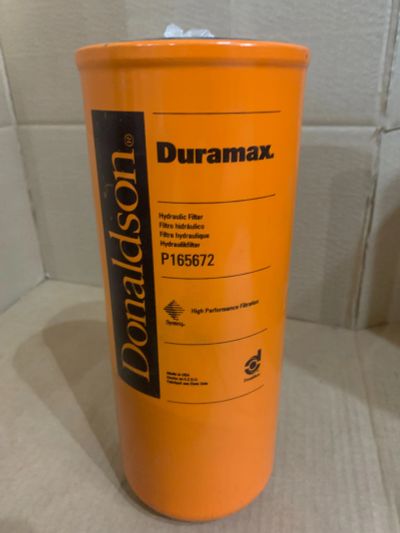 Donaldson®
Duramax®
Hydraulic Filter
Filtro hidráulico
Filtre hydraulique
Hydraulikfilter
P165672
Synteq
High Performance Filtration
Made in USA